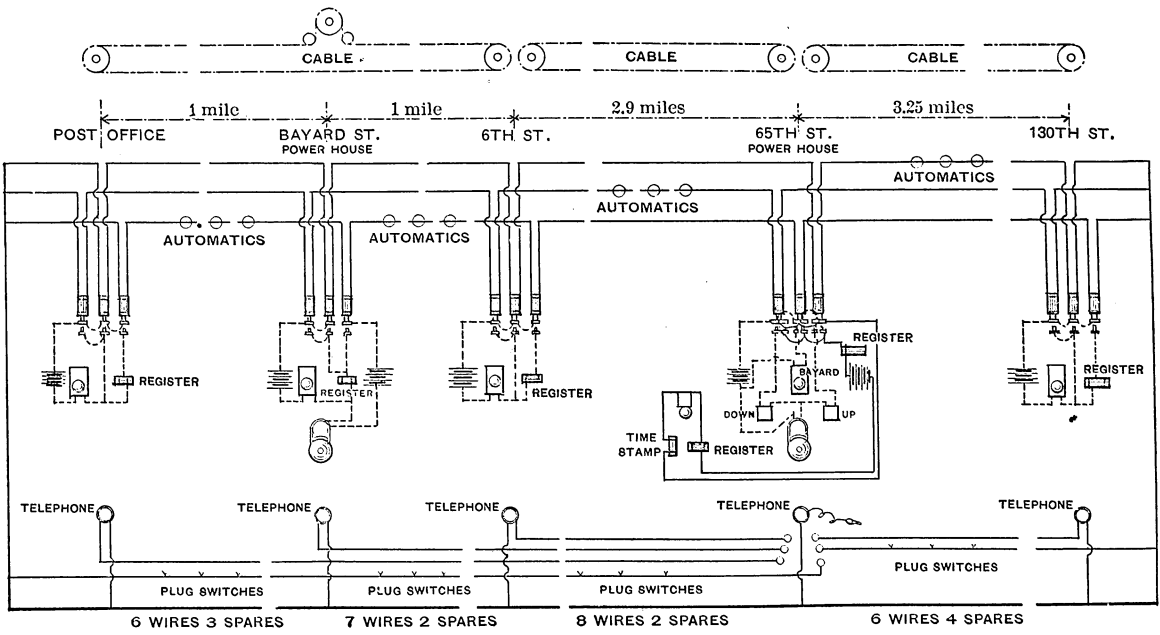 CABLE
CABLE
CABLE
1 mile
1 mile
2.9 miles
3.25 miles
POST OFFICE
BAYARD ST.
POWER HOUSE
6TH ST.
65TH ST.
POWER HOUSE
130TH ST.
AUTOMATICS
AUTOMATICS
AUTOMATICS
AUTOMATICS
REGISTER
REGISTER
REGISTER
REGISTER
BAYARD
REGISTER
DOWN
UP
TIME
STAMP
REGISTER
TELEPHONE
TELEPHONE
TELEPHONE
TELEPHONE
TELEPHONE
PLUG SWITCHES
PLUG SWITCHES
PLUG SWITCHES
PLUG SWITCHES
6 WIRES 3 SPARES
7 WIRES 2 SPARES
8 WIRES 2 SPARES
6 WIRES 4 SPARES